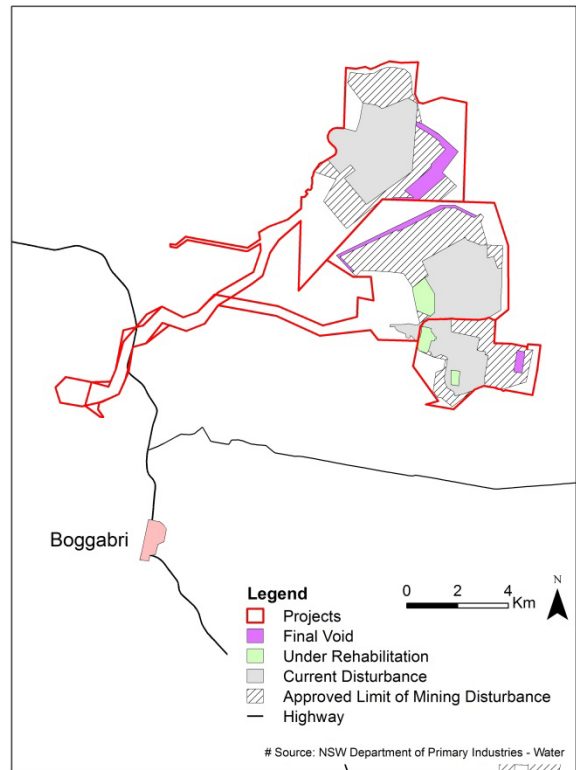 Boggabri
Legend
Projects
Final Void
Under Rehabilitation
Current Disturbance
Approved Limit of Mining Disturbance
Highway
0 2 4
Km
N
# Source: NSW Department of Primary Industries - Water